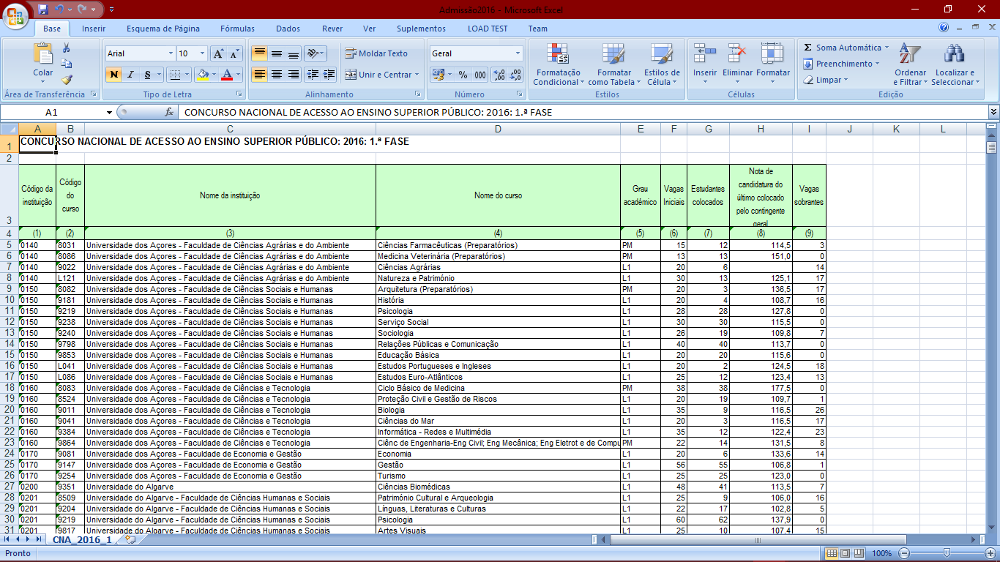 Admissão2016 - Microsoft Excel
Base Inserir Esquema de Página Fórmulas Dados Rever Ver Suplementos LOAD TEST Team
Colar
Área de Transferência
Arial 10
N I S
Tipo de Letra
Moldar Texto
Unir e Centrar
Alinhamento
Geral
% 000
Número
Formatação Condicional
Formatar como Tabela
Estilos de Célula
Estilos
Inserir Eliminar Formatar
Células
Soma Automática
Preenchimento
Limpar
Ordenar e Filtrar
Localizar e Seleccionar
Edição
A1 fx CONCURSO NACIONAL DE ACESSO AO ENSINO SUPERIOR PÚBLICO: 2016: 1.ª FASE
A B C D E F G H I J K L
1 CONCURSO NACIONAL DE ACESSO AO ENSINO SUPERIOR PÚBLICO: 2016: 1.ª FASE
2
3 Código da instituição Código do curso Nome da instituição Nome do curso Grau académico Vagas Iniciais Estudantes colocados Nota de candidatura do último colocado pelo contingente geral Vagas sobrantes
4 (1) (2) (3) (4) (5) (6) (7) (8) (9)
5 0140 8031 Universidade dos Açores - Faculdade de Ciências Agrárias e do Ambiente Ciências Farmacêuticas (Preparatórios) PM 15 12 114,5 3
6 0140 8086 Universidade dos Açores - Faculdade de Ciências Agrárias e do Ambiente Medicina Veterinária (Preparatórios) PM 13 13 151,0 0
7 0140 9022 Universidade dos Açores - Faculdade de Ciências Agrárias e do Ambiente Ciências Agrárias L1 20 6 14
8 0140 L121 Universidade dos Açores - Faculdade de Ciências Agrárias e do Ambiente Natureza e Património L1 30 13 125,1 17
9 0150 8082 Universidade dos Açores - Faculdade de Ciências Sociais e Humanas Arquitetura (Preparatórios) PM 20 3 136,5 17
10 0150 9181 Universidade dos Açores - Faculdade de Ciências Sociais e Humanas História L1 20 4 108,7 16
11 0150 9219 Universidade dos Açores - Faculdade de Ciências Sociais e Humanas Psicologia L1 28 28 127,8 0
12 0150 9238 Universidade dos Açores - Faculdade de Ciências Sociais e Humanas Serviço Social L1 30 30 115,5 0
13 0150 9240 Universidade dos Açores - Faculdade de Ciências Sociais e Humanas Sociologia L1 26 19 109,8 7
14 0150 9798 Universidade dos Açores - Faculdade de Ciências Sociais e Humanas Relações Públicas e Comunicação L1 40 40 113,7 0
15 0150 9853 Universidade dos Açores - Faculdade de Ciências Sociais e Humanas Educação Básica L1 20 20 115,6 0
16 0150 L041 Universidade dos Açores - Faculdade de Ciências Sociais e Humanas Estudos Portugueses e Ingleses L1 20 2 124,5 18
17 0150 L086 Universidade dos Açores - Faculdade de Ciências Sociais e Humanas Estudos Euro-Atlânticos L1 25 12 123,4 13
18 0160 8083 Universidade dos Açores - Faculdade de Ciências e Tecnologia Ciclo Básico de Medicina PM 38 38 177,5 0
19 0160 8524 Universidade dos Açores - Faculdade de Ciências e Tecnologia Proteção Civil e Gestão de Riscos L1 20 19 109,7 1
20 0160 9011 Universidade dos Açores - Faculdade de Ciências e Tecnologia Biologia L1 35 9 116,5 26
21 0160 9041 Universidade dos Açores - Faculdade de Ciências e Tecnologia Ciências do Mar L1 20 3 116,5 17
22 0160 9384 Universidade dos Açores - Faculdade de Ciências e Tecnologia Informática - Redes e Multimédia L1 35 12 122,4 23
23 0160 9864 Universidade dos Açores - Faculdade de Ciências e Tecnologia Ciênc de Engenharia-Eng Civil; Eng Mecânica; Eng Eletrot e de Compu PM 22 14 131,5 8
24 0170 9081 Universidade dos Açores - Faculdade de Economia e Gestão Economia L1 20 6 133,6 14
25 0170 9147 Universidade dos Açores - Faculdade de Economia e Gestão Gestão L1 56 55 106,8 1
26 0170 9254 Universidade dos Açores - Faculdade de Economia e Gestão Turismo L1 25 25 123,0 0
27 0200 9351 Universidade do Algarve Ciências Biomédicas L1 48 41 113,5 7
28 0201 8509 Universidade do Algarve - Faculdade de Ciências Humanas e Sociais Património Cultural e Arqueologia L1 25 9 106,0 16
29 0201 9204 Universidade do Algarve - Faculdade de Ciências Humanas e Sociais Línguas, Literaturas e Culturas L1 22 17 102,8 5
30 0201 9219 Universidade do Algarve - Faculdade de Ciências Humanas e Sociais Psicologia L1 60 62 137,9 0
31 0201 9817 Universidade do Algarve - Faculdade de Ciências Humanas e Sociais Artes Visuais L1 25 10 107,4 15
CNA_2016_1
Pronto 100%